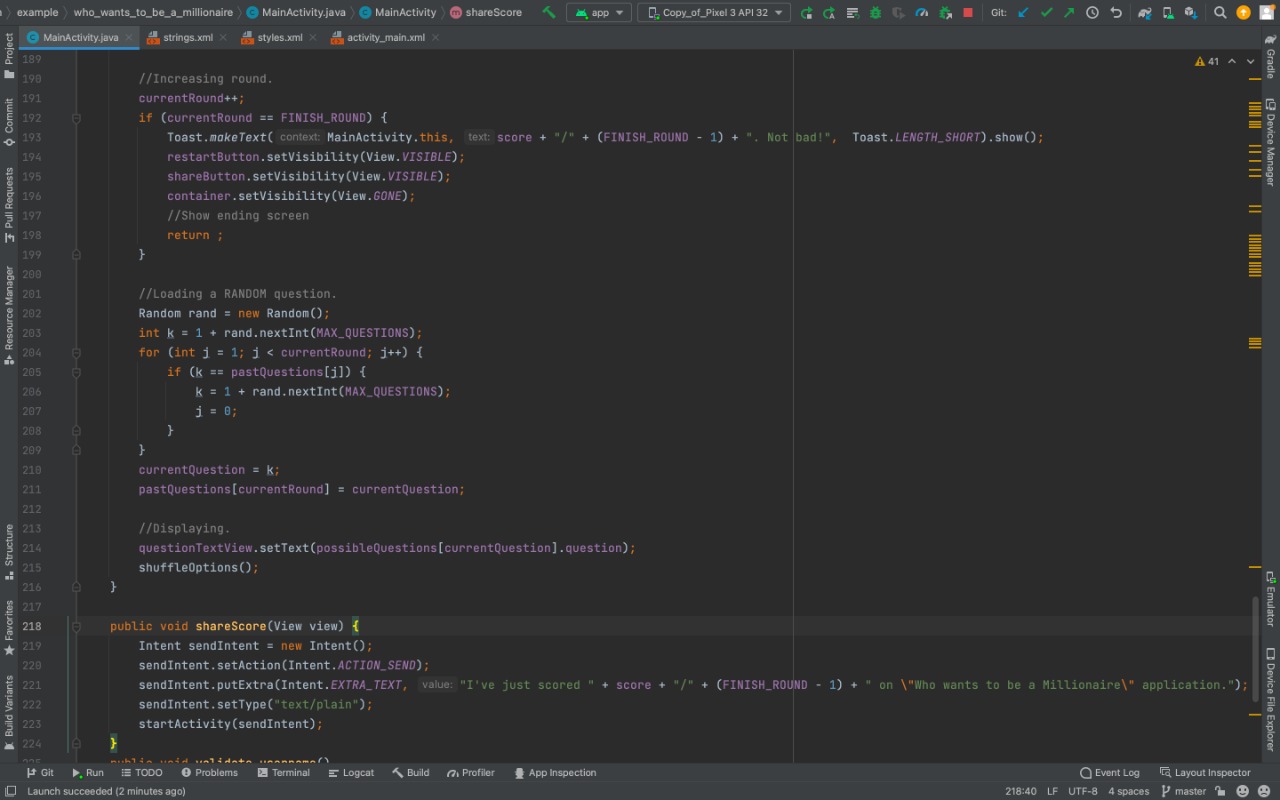 example who_wants_to_be_a_millionaire MainActivity.java MainActivity shareScore app Copy_of_Pixel 3 API 32 Git:
MainActivity.java strings.xml styles.xml activity_main.xml
41
189
190 //Increasing round.
191 currentRound++;
192 if (currentRound == FINISH_ROUND) {
193 Toast.makeText( context: MainActivity.this, text: score + "/" + (FINISH_ROUND - 1) + ". Not bad!", Toast.LENGTH_SHORT).show();
194 restartButton.setVisibility(View.VISIBLE);
195 shareButton.setVisibility(View.VISIBLE);
196 container.setVisibility(View.GONE);
197 //Show ending screen
198 return ;
199 }
200
201 //Loading a RANDOM question.
202 Random rand = new Random();
203 int k = 1 + rand.nextInt(MAX_QUESTIONS);
204 for (int j = 1; j < currentRound; j++) {
205 if (k == pastQuestions[j]) {
206 k = 1 + rand.nextInt(MAX_QUESTIONS);
207 j = 0;
208 }
209 }
210 currentQuestion = k;
211 pastQuestions[currentRound] = currentQuestion;
212
213 //Displaying.
214 questionTextView.setText(possibleQuestions[currentQuestion].question);
215 shuffleOptions();
216 }
217
218 public void shareScore(View view) {
219 Intent sendIntent = new Intent();
220 sendIntent.setAction(Intent.ACTION_SEND);
221 sendIntent.putExtra(Intent.EXTRA_TEXT, value: "I've just scored " + score + "/" + (FINISH_ROUND - 1) + " on \"Who wants to be a Millionaire\" application.");
222 sendIntent.setType("text/plain");
223 startActivity(sendIntent);
224 }
Project
Commit
Pull Requests
Resource Manager
Structure
Favorites
Build Variants
Gradle
Device Manager
Emulator
Device File Explorer
Git Run TODO Problems Terminal Logcat Build Profiler App Inspection Event Log Layout Inspector
Launch succeeded (2 minutes ago) 218:40 LF UTF-8 4 spaces master